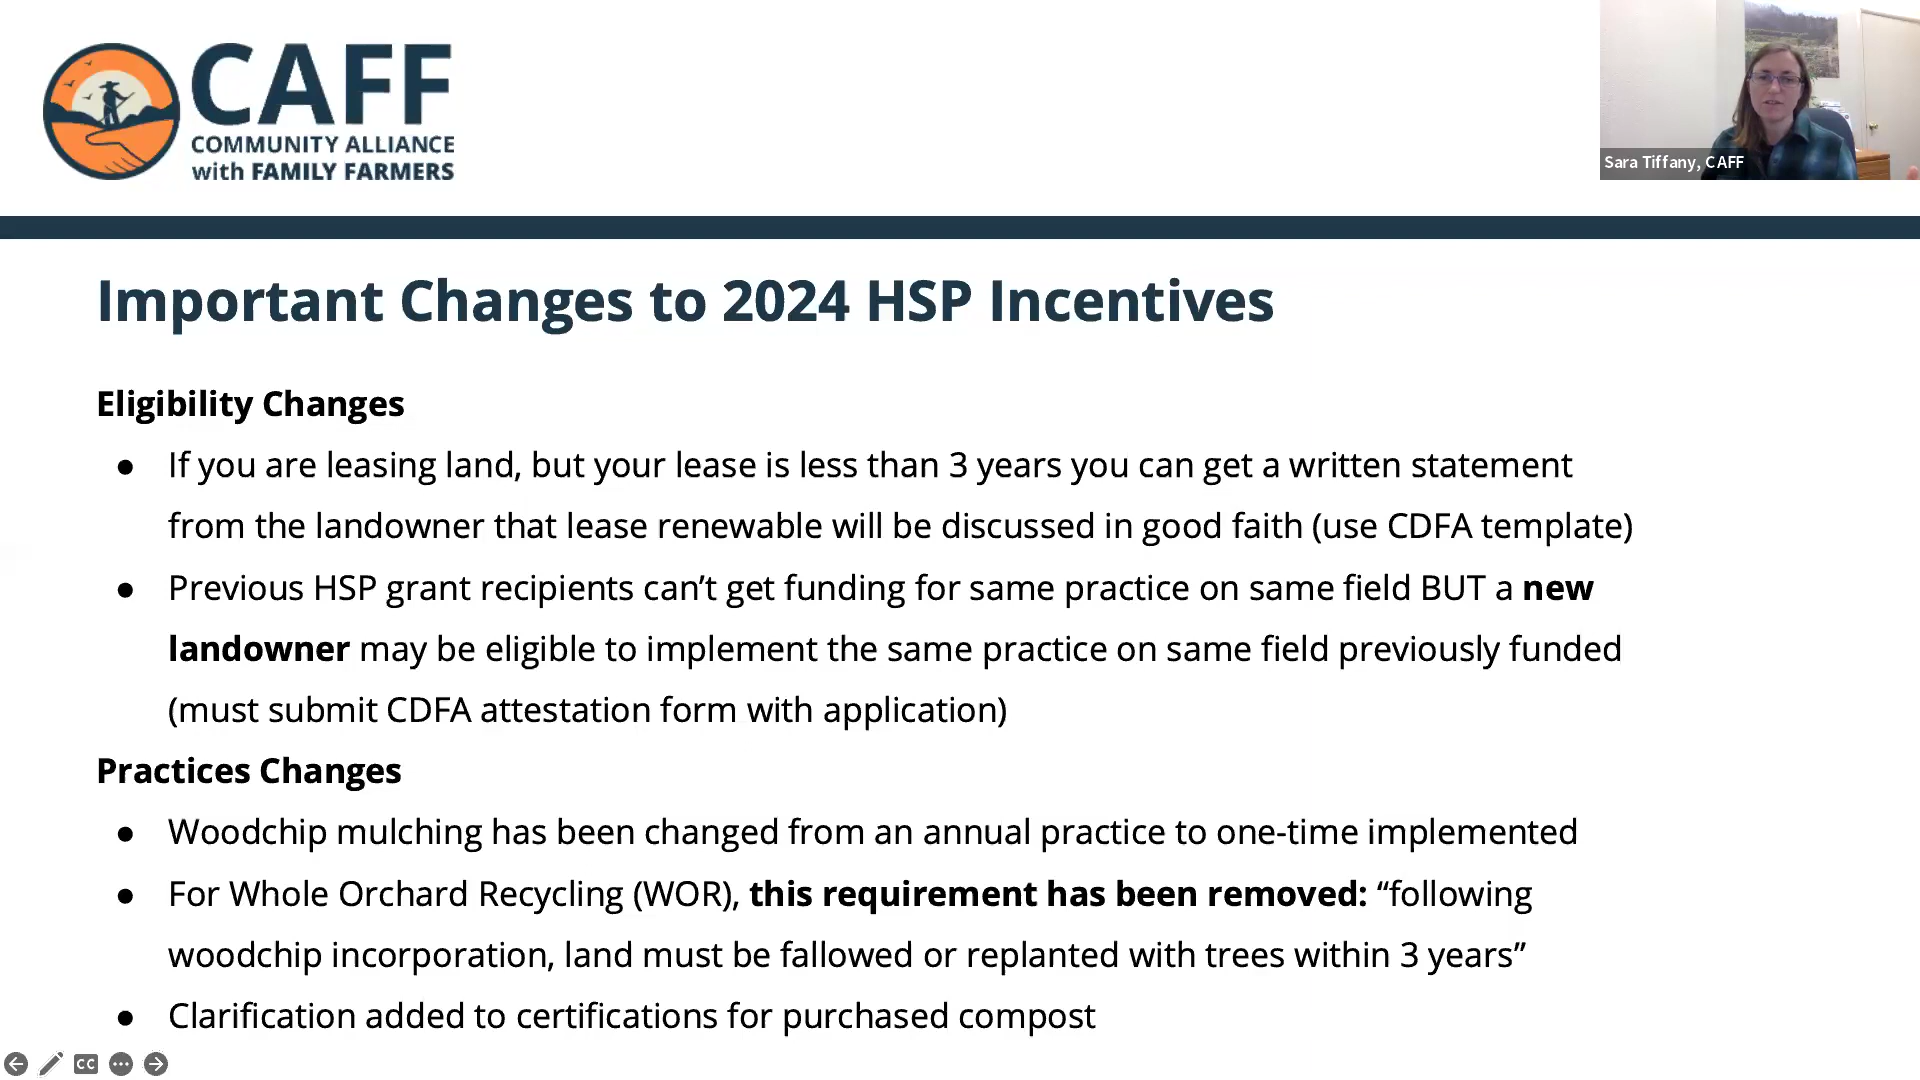 CAFF
COMMUNITY ALLIANCE
with FAMILY FARMERS
Sara Tiffany, CAFF
Important Changes to 2024 HSP Incentives
Eligibility Changes
● If you are leasing land, but your lease is less than 3 years you can get a written statement
from the landowner that lease renewable will be discussed in good faith (use CDFA template)
● Previous HSP grant recipients can’t get funding for same practice on same field BUT a new
landowner may be eligible to implement the same practice on same field previously funded
(must submit CDFA attestation form with application)
Practices Changes
● Woodchip mulching has been changed from an annual practice to one-time implemented
● For Whole Orchard Recycling (WOR), this requirement has been removed: “following
woodchip incorporation, land must be fallowed or replanted with trees within 3 years”
● Clarification added to certifications for purchased compost
CC